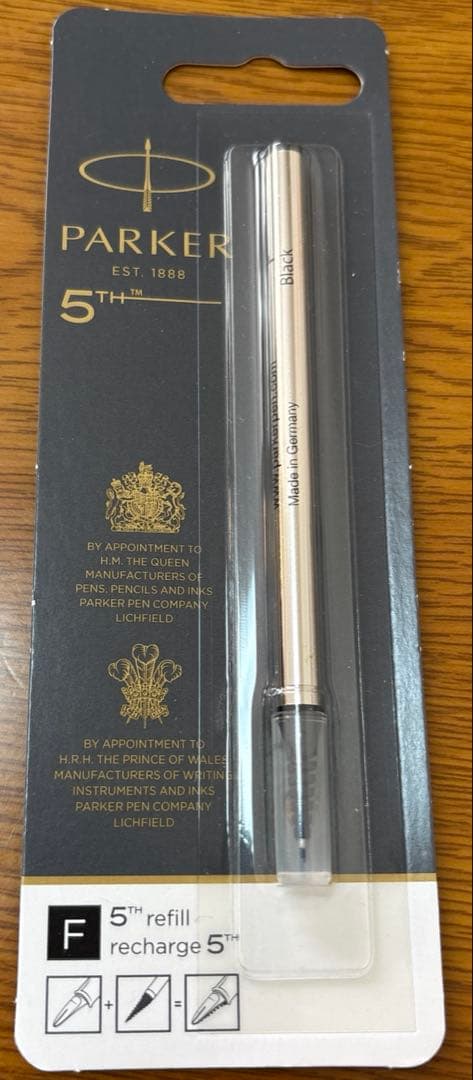 PARKER
EST. 1888
5TH™
Black
www.parkerpen.com
Made in Germany
BY APPOINTMENT TO
H.M. THE QUEEN
MANUFACTURERS OF
PENS, PENCILS AND INKS
PARKER PEN COMPANY
LICHFIELD
BY APPOINTMENT TO
H.R.H. THE PRINCE OF WALES
MANUFACTURERS OF WRITING
INSTRUMENTS AND INKS
PARKER PEN COMPANY
LICHFIELD
F
5TH refill
recharge 5TH
+ =